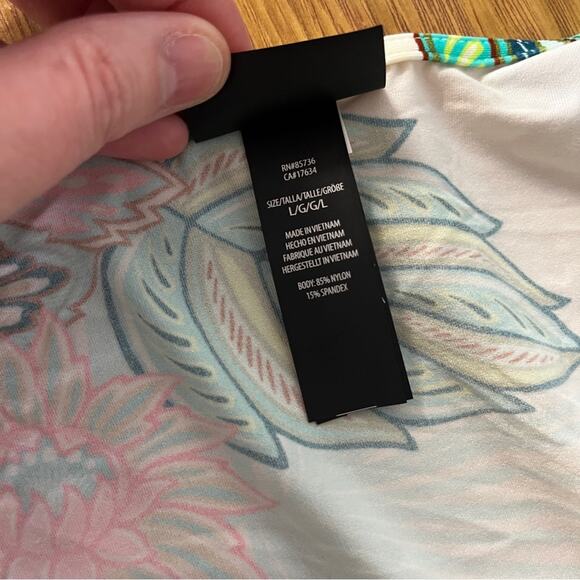 RN#85736
CA#17634
SIZE/TALLA/TALLE/GRÖBE
L/G/G/L
MADE IN VIETNAM
HECHO EN VIETNAM
FABRIQUE AU VIETNAM
HERGESTELLT IN VIETNAM
BODY: 85% NYLON
15% SPANDEX